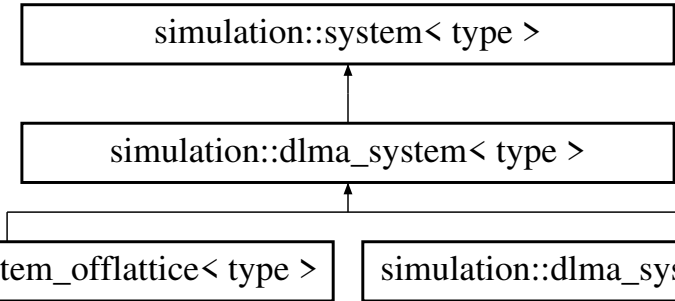 simulation::system< type >
simulation::dlma_system< type >
tem_offlattice< type >
simulation::dlma_sys